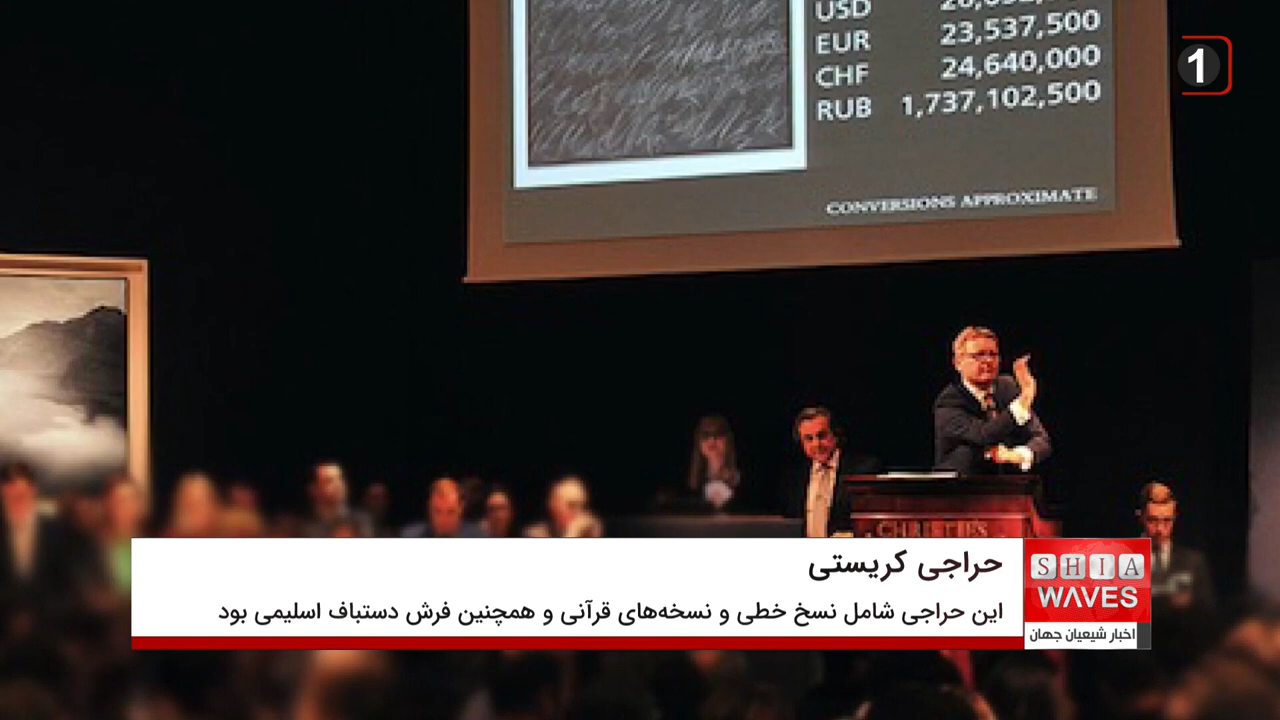 USD
EUR 23,537,500
CHF 24,640,000
RUB 1,737,102,500
CONVERSIONS APPROXIMATE
1
CHRISTIE'S
حراجی کریستی
این حراجی شامل نسخ خطی و نسخه‌های قرآنی و همچنین فرش دستباف اسلیمی بود
SHIA
WAVES
اخبار شیعیان جهان